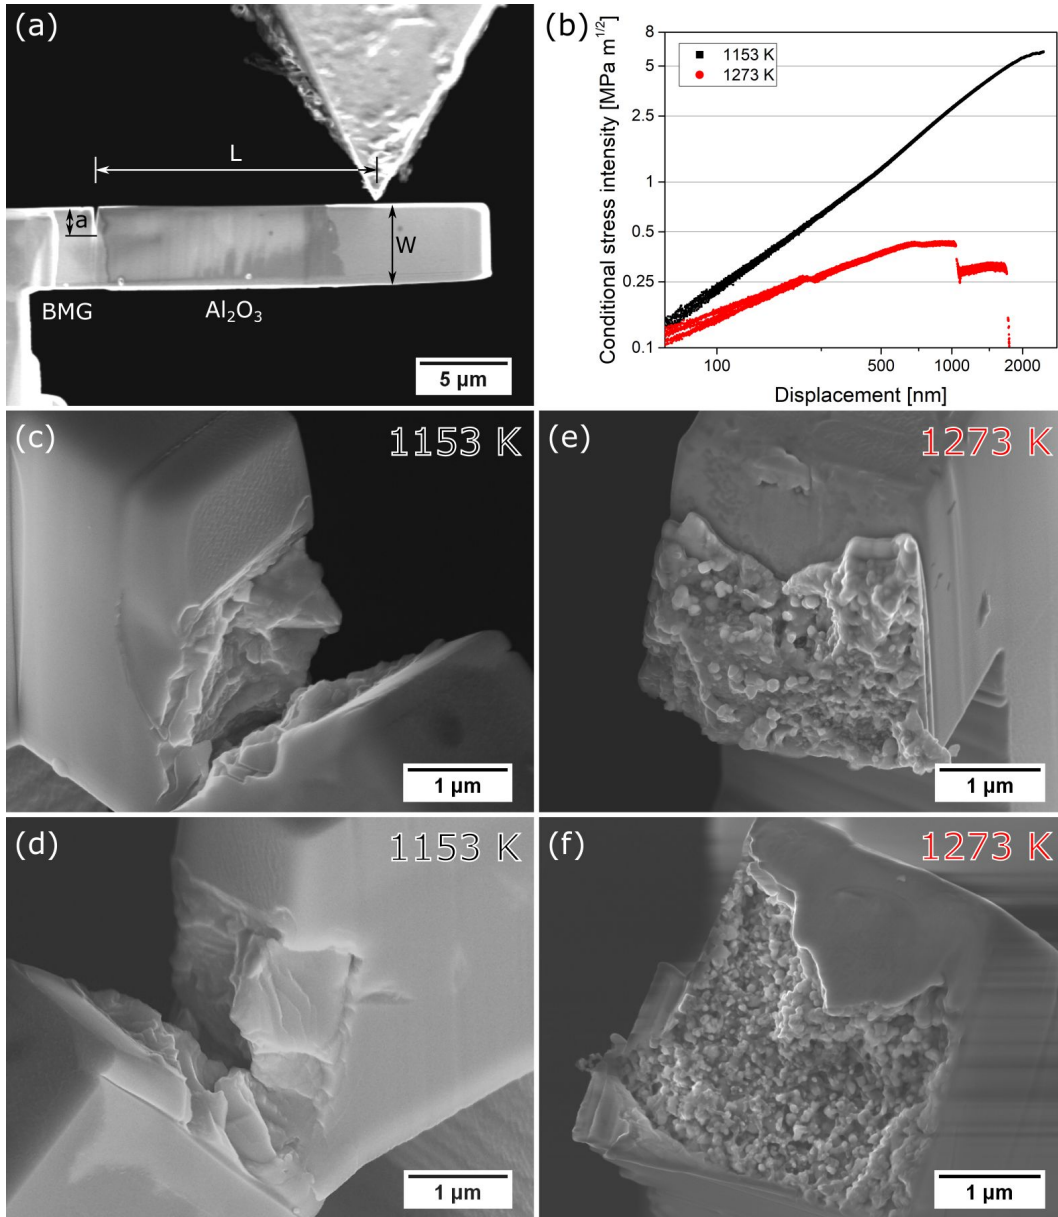 (a)
L
a
W
BMG
Al₂O₃
5 µm
(b)
Conditional stress intensity [MPa m^1/2]
8
5
2.5
1
0.5
0.25
0.1
1153 K
1273 K
100
500
1000
2000
Displacement [nm]
(c)
1153 K
1 µm
(e)
1273 K
1 µm
(d)
1153 K
1 µm
(f)
1273 K
1 µm